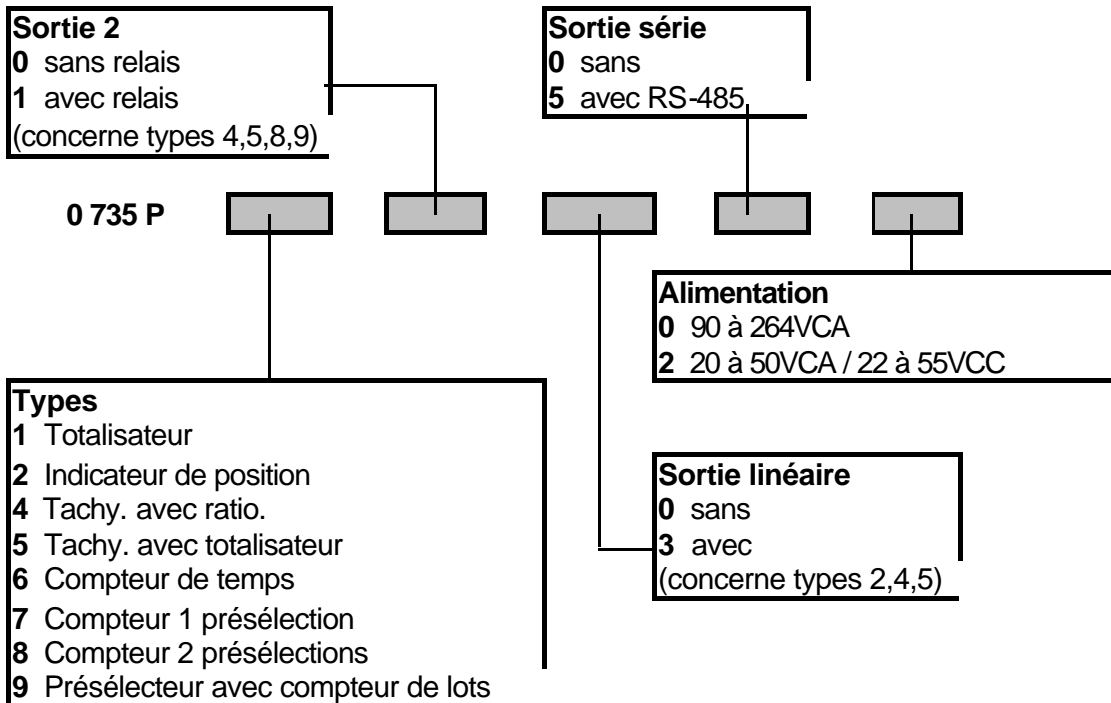 Sortie 2
0 sans relais
1 avec relais
(concerne types 4,5,8,9)
Sortie série
0 sans
5 avec RS-485
0 735 P
Alimentation
0 90 à 264VCA
2 20 à 50VCA / 22 à 55VCC
Types
1 Totalisateur
2 Indicateur de position
4 Tachy. avec ratio.
5 Tachy. avec totalisateur
6 Compteur de temps
7 Compteur 1 présélection
8 Compteur 2 présélections
9 Présélecteur avec compteur de lots
Sortie linéaire
0 sans
3 avec
(concerne types 2,4,5)